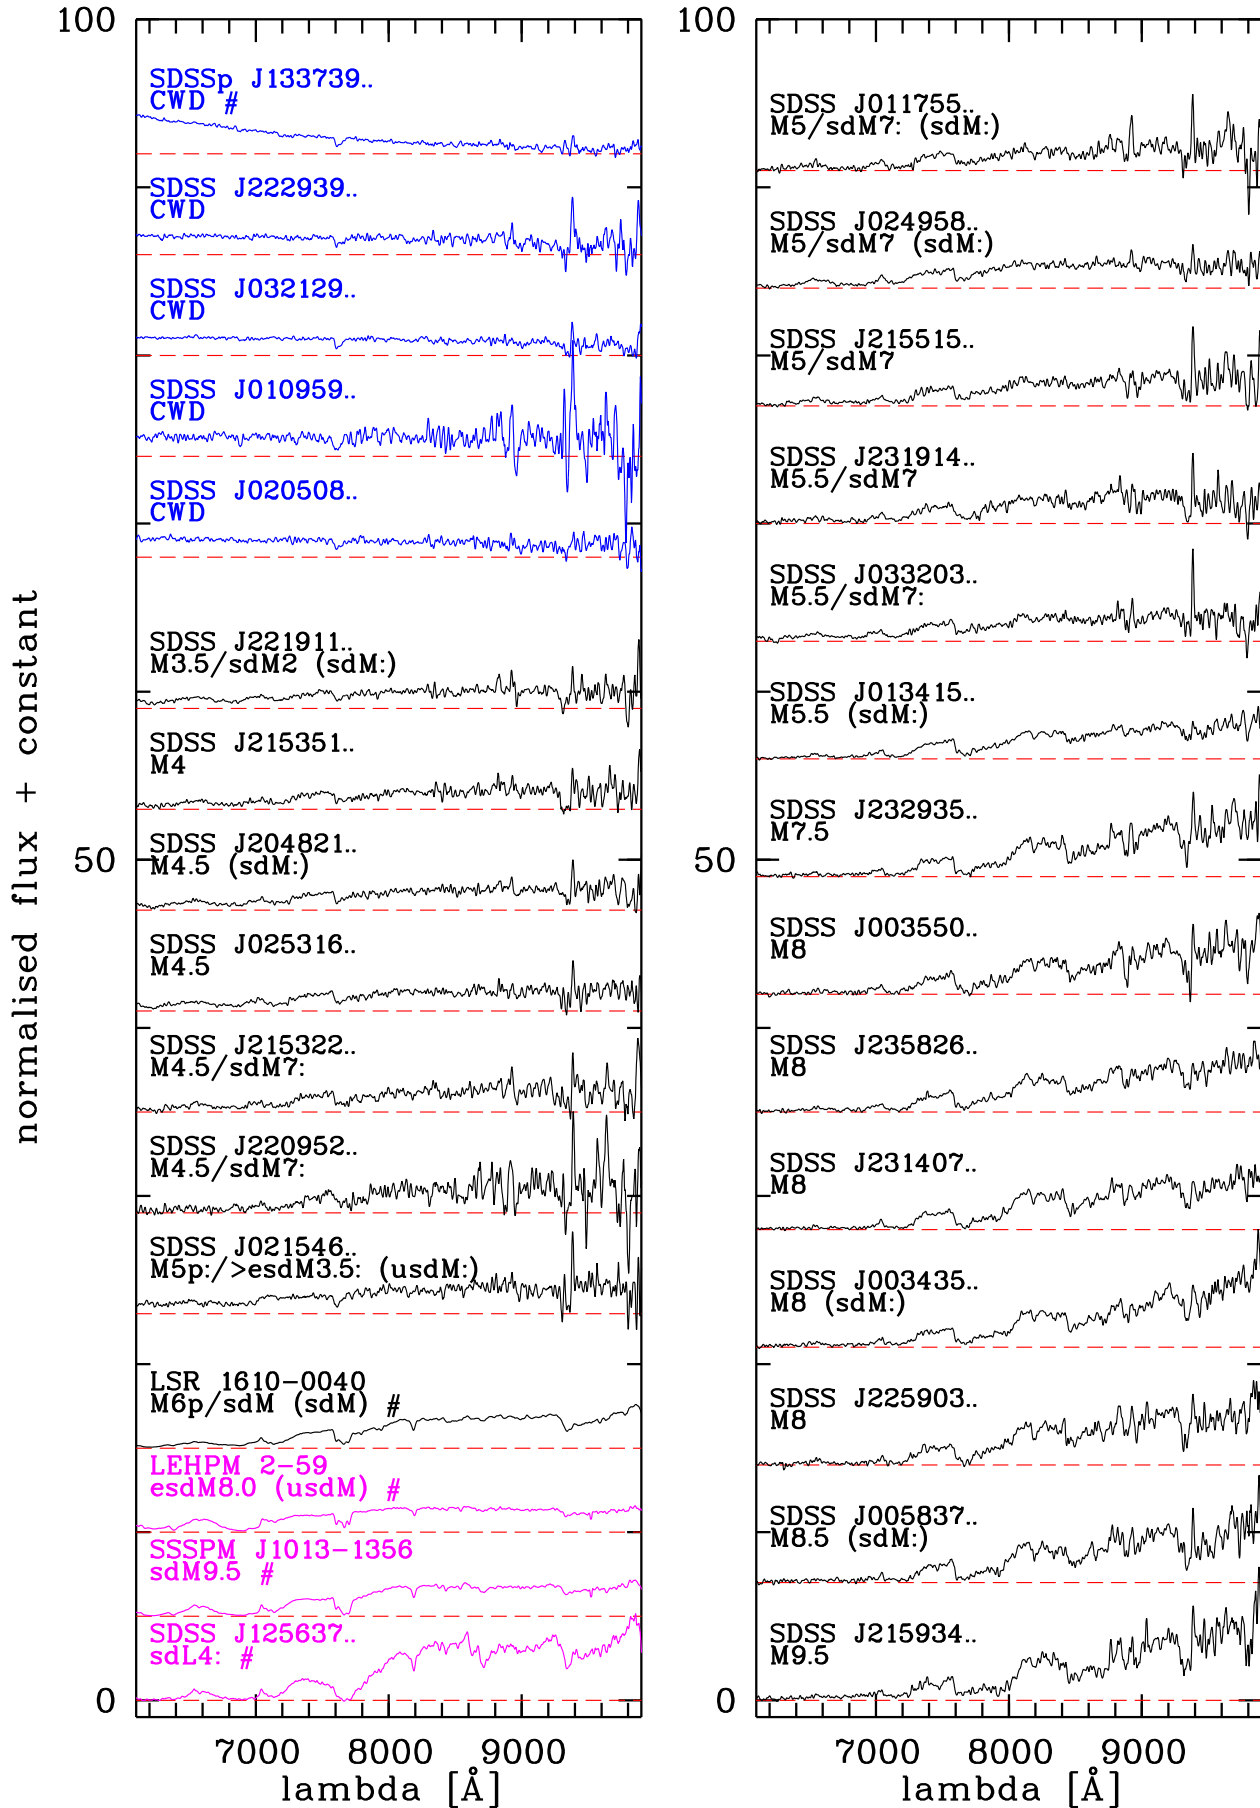 normalised flux + constant
100
50
0
SDSSp J133739..
CWD #
SDSS J222939..
CWD
SDSS J032129..
CWD
SDSS J010959..
CWD
SDSS J020508..
CWD
SDSS J221911..
M3.5/sdM2 (sdM:)
SDSS J215351..
M4
SDSS J204821..
M4.5 (sdM:)
SDSS J025316..
M4.5
SDSS J215322..
M4.5/sdM7:
SDSS J220952..
M4.5/sdM7:
SDSS J021546..
M5p:/>esdM3.5: (usdM:)
LSR 1610-0040
M6p/sdM (sdM) #
LEHPM 2-59
esdM8.0 (usdM) #
SSSPM J1013-1356
sdM9.5 #
SDSS J125637..
sdL4: #
7000 8000 9000
lambda [Å]
100
50
0
SDSS J011755..
M5/sdM7: (sdM:)
SDSS J024958..
M5/sdM7 (sdM:)
SDSS J215515..
M5/sdM7
SDSS J231914..
M5.5/sdM7
SDSS J033203..
M5.5/sdM7:
SDSS J013415..
M5.5 (sdM:)
SDSS J232935..
M7.5
SDSS J003550..
M8
SDSS J235826..
M8
SDSS J231407..
M8
SDSS J003435..
M8 (sdM:)
SDSS J225903..
M8
SDSS J005837..
M8.5 (sdM:)
SDSS J215934..
M9.5
7000 8000 9000
lambda [Å]